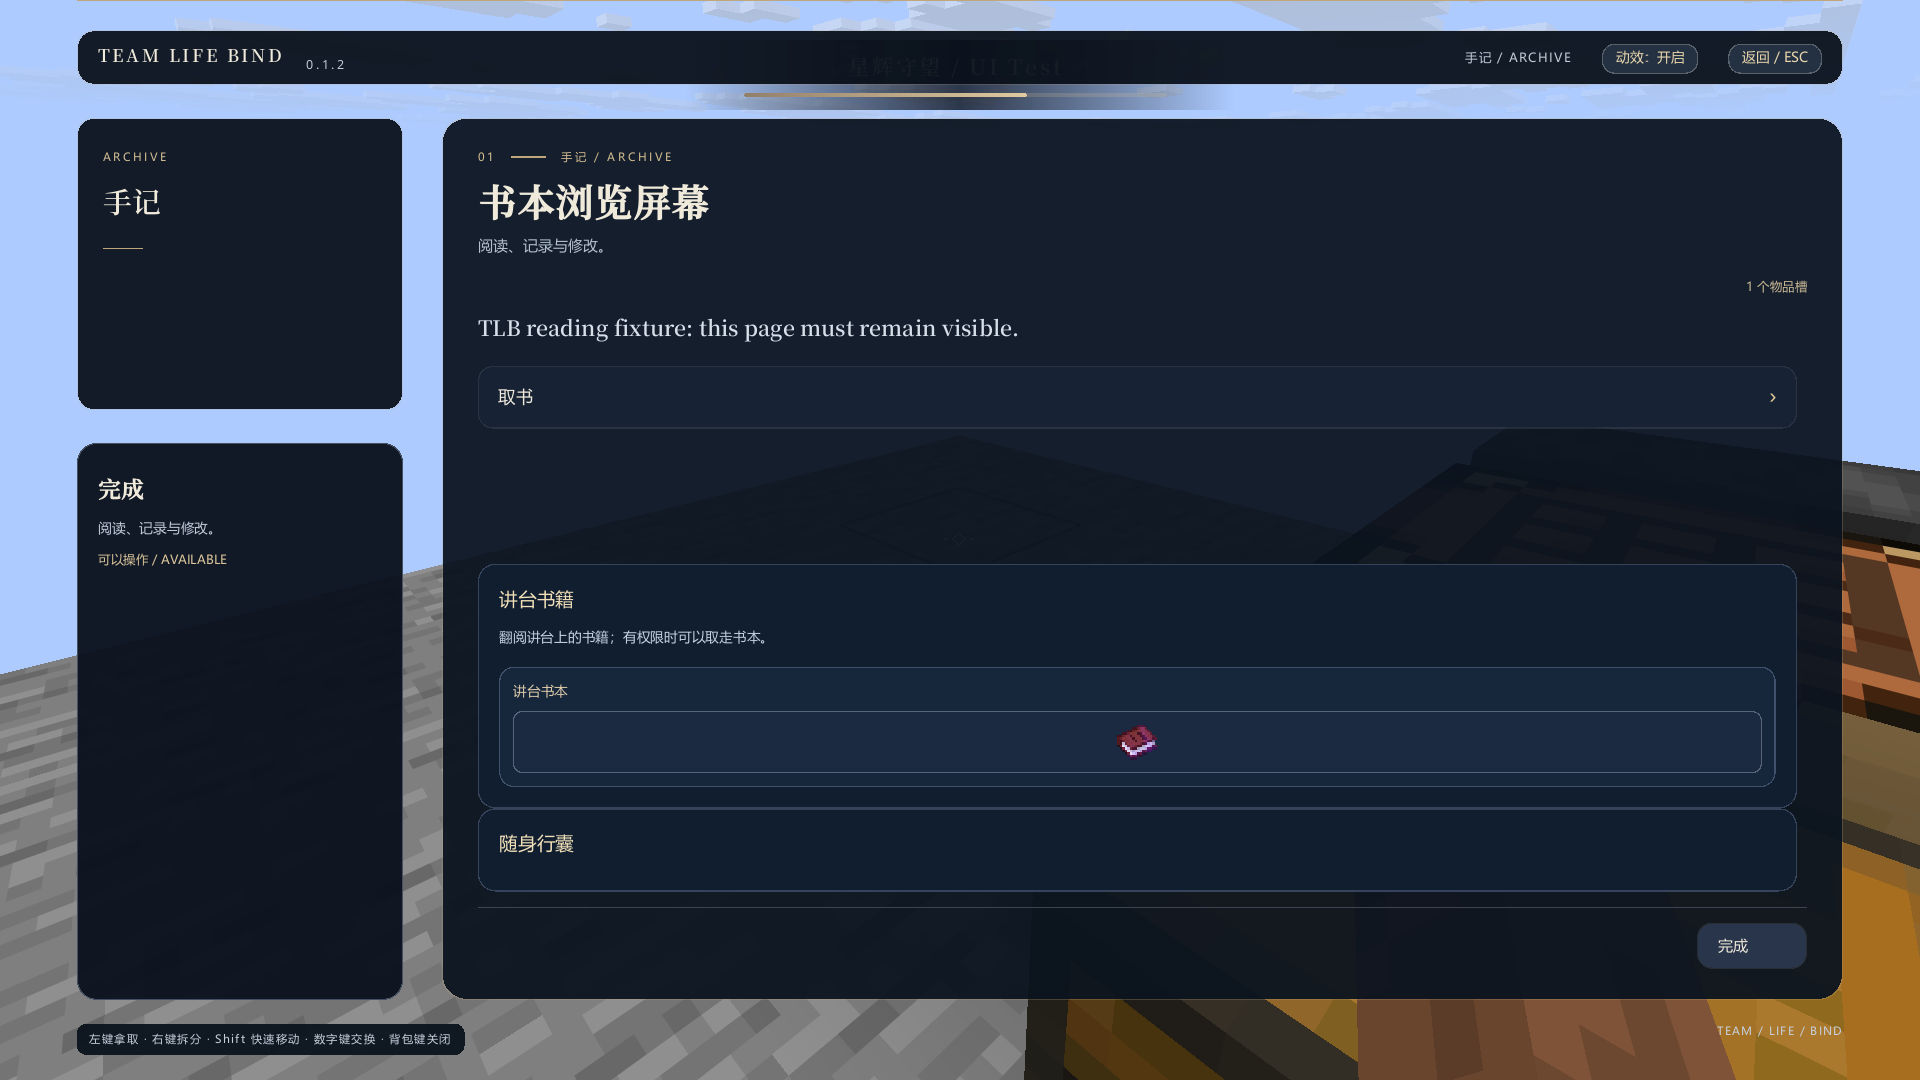 TEAM LIFE BIND 0.1.2
星辉守望 / UI Test
手记 / ARCHIVE
动效：开启
返回 / ESC
ARCHIVE
手记
01 手记 / ARCHIVE
书本浏览屏幕
阅读、记录与修改。
1 个物品槽
TLB reading fixture: this page must remain visible.
取书 ›
完成
阅读、记录与修改。
可以操作 / AVAILABLE
讲台书籍
翻阅讲台上的书籍；有权限时可以取走书本。
讲台书本
随身行囊
完成
左键拿取 · 右键拆分 · Shift 快速移动 · 数字键交换 · 背包键关闭
TEAM / LIFE / BIND